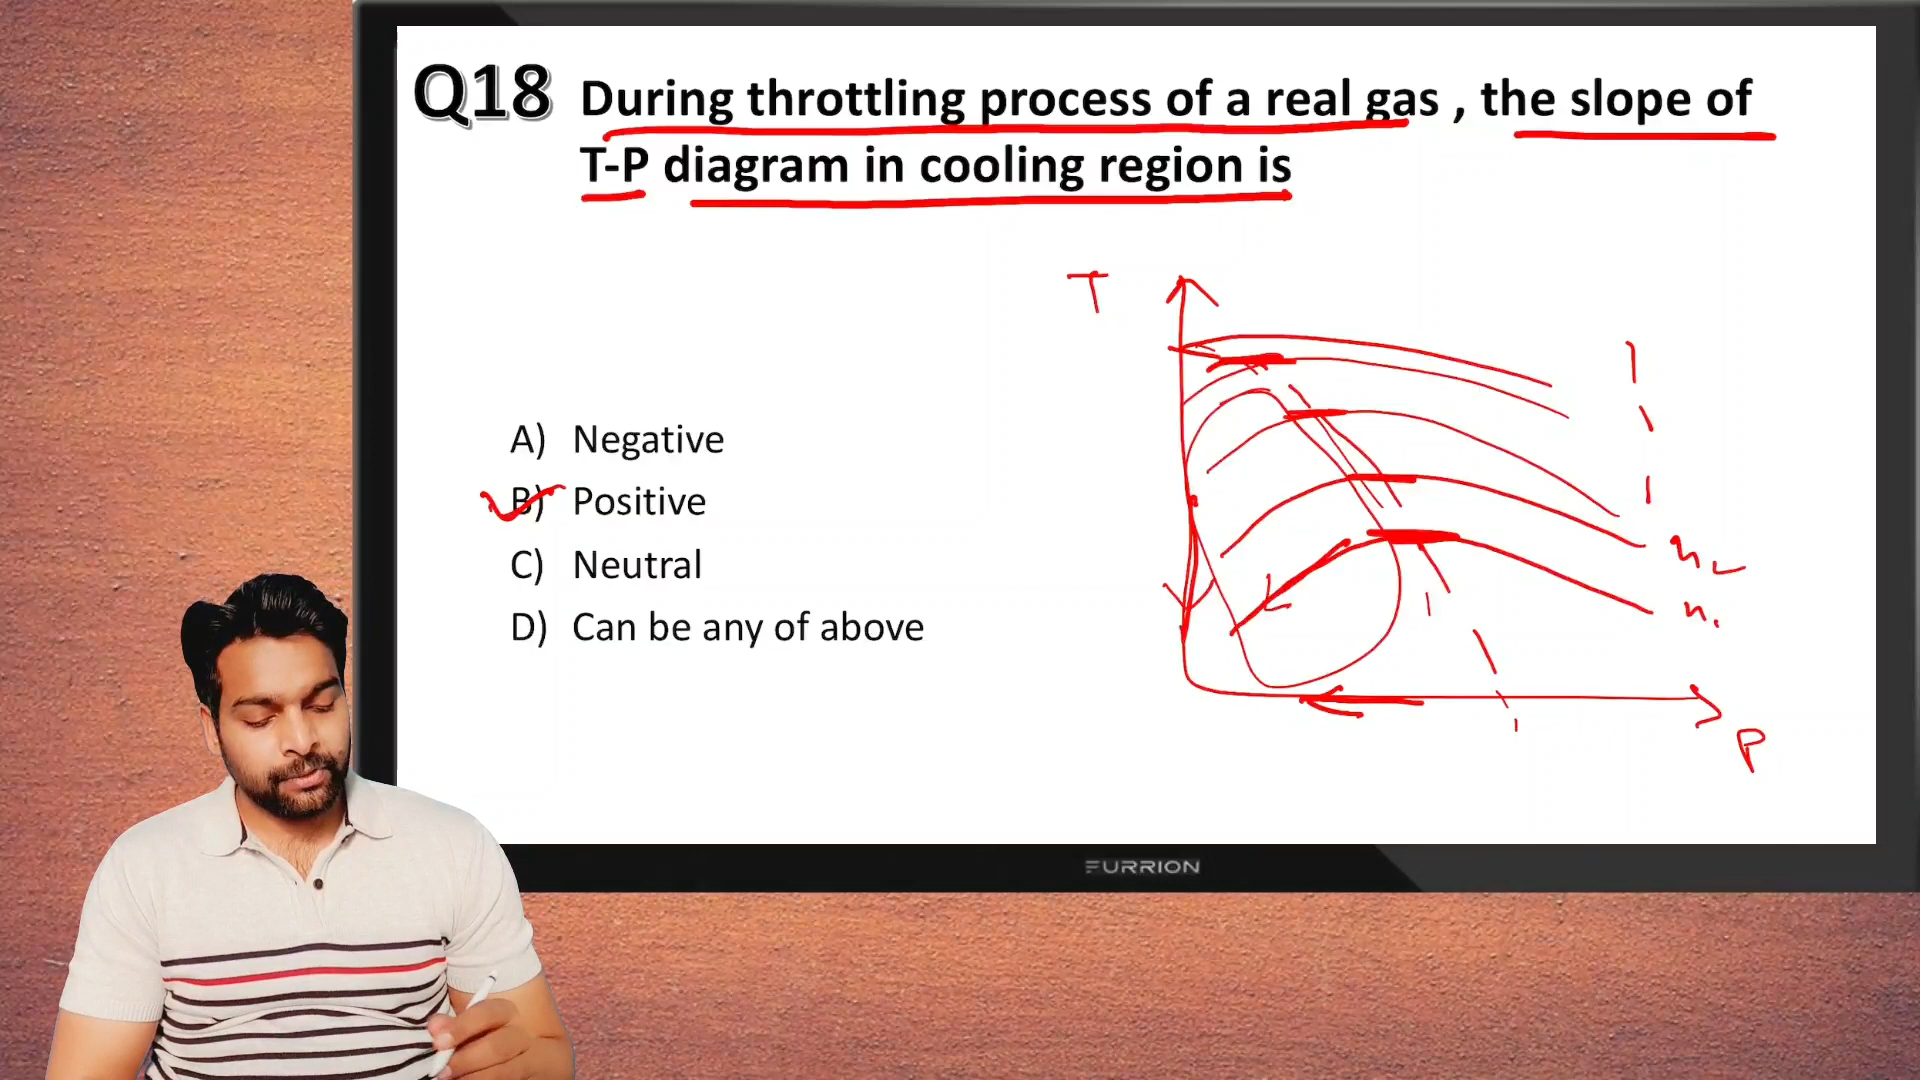 Q18 During throttling process of a real gas , the slope of
T-P diagram in cooling region is
T
A) Negative
B) Positive
C) Neutral
D) Can be any of above
P
FURRION